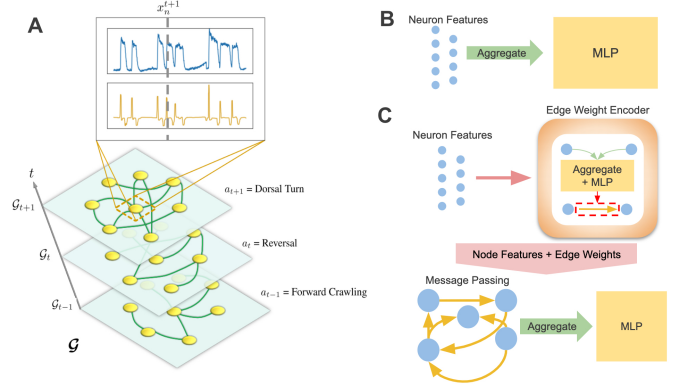 A
x_n^{t+1}
t
𝒢_{t+1}
a_{t+1} = Dorsal Turn
𝒢_t
a_t = Reversal
𝒢_{t−1}
a_{t−1} = Forward Crawling
𝒢
B
Neuron Features
Aggregate
MLP
C
Edge Weight Encoder
Neuron Features
Aggregate
+ MLP
Node Features + Edge Weights
Message Passing
Aggregate
MLP